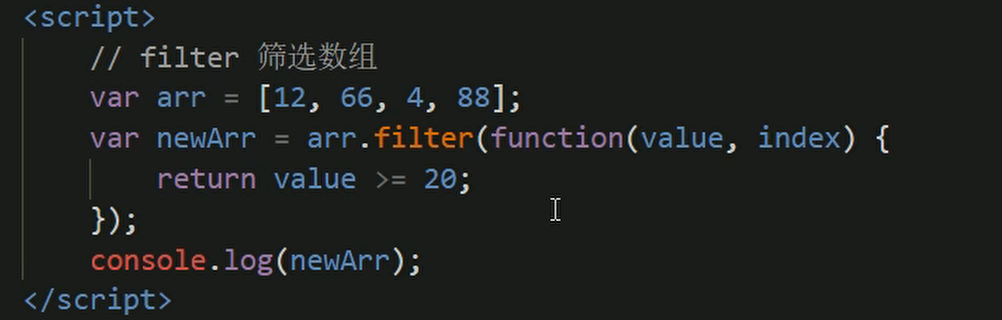 <script>
// filter 筛选数组
var arr = [12, 66, 4, 88];
var newArr = arr.filter(function(value, index) {
return value >= 20;
});
console.log(newArr);
</script>